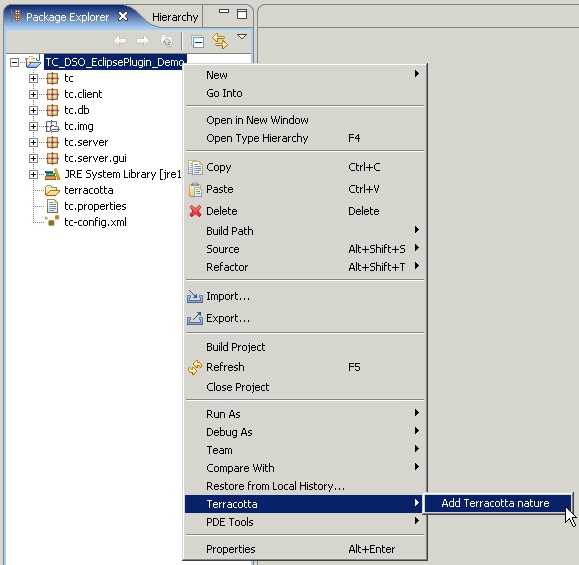 Package Explorer Hierarchy
TC_DSO_EclipsePlugin_Demo
tc
tc.client
tc.db
tc.img
tc.server
tc.server.gui
JRE System Library [jre1
terracotta
tc.properties
tc-config.xml
New
Go Into
Open in New Window
Open Type Hierarchy F4
Copy Ctrl+C
Paste Ctrl+V
Delete Delete
Build Path
Source Alt+Shift+S
Refactor Alt+Shift+T
Import...
Export...
Build Project
Refresh F5
Close Project
Run As
Debug As
Team
Compare With
Restore from Local History...
Terracotta
Add Terracotta nature
PDE Tools
Properties Alt+Enter